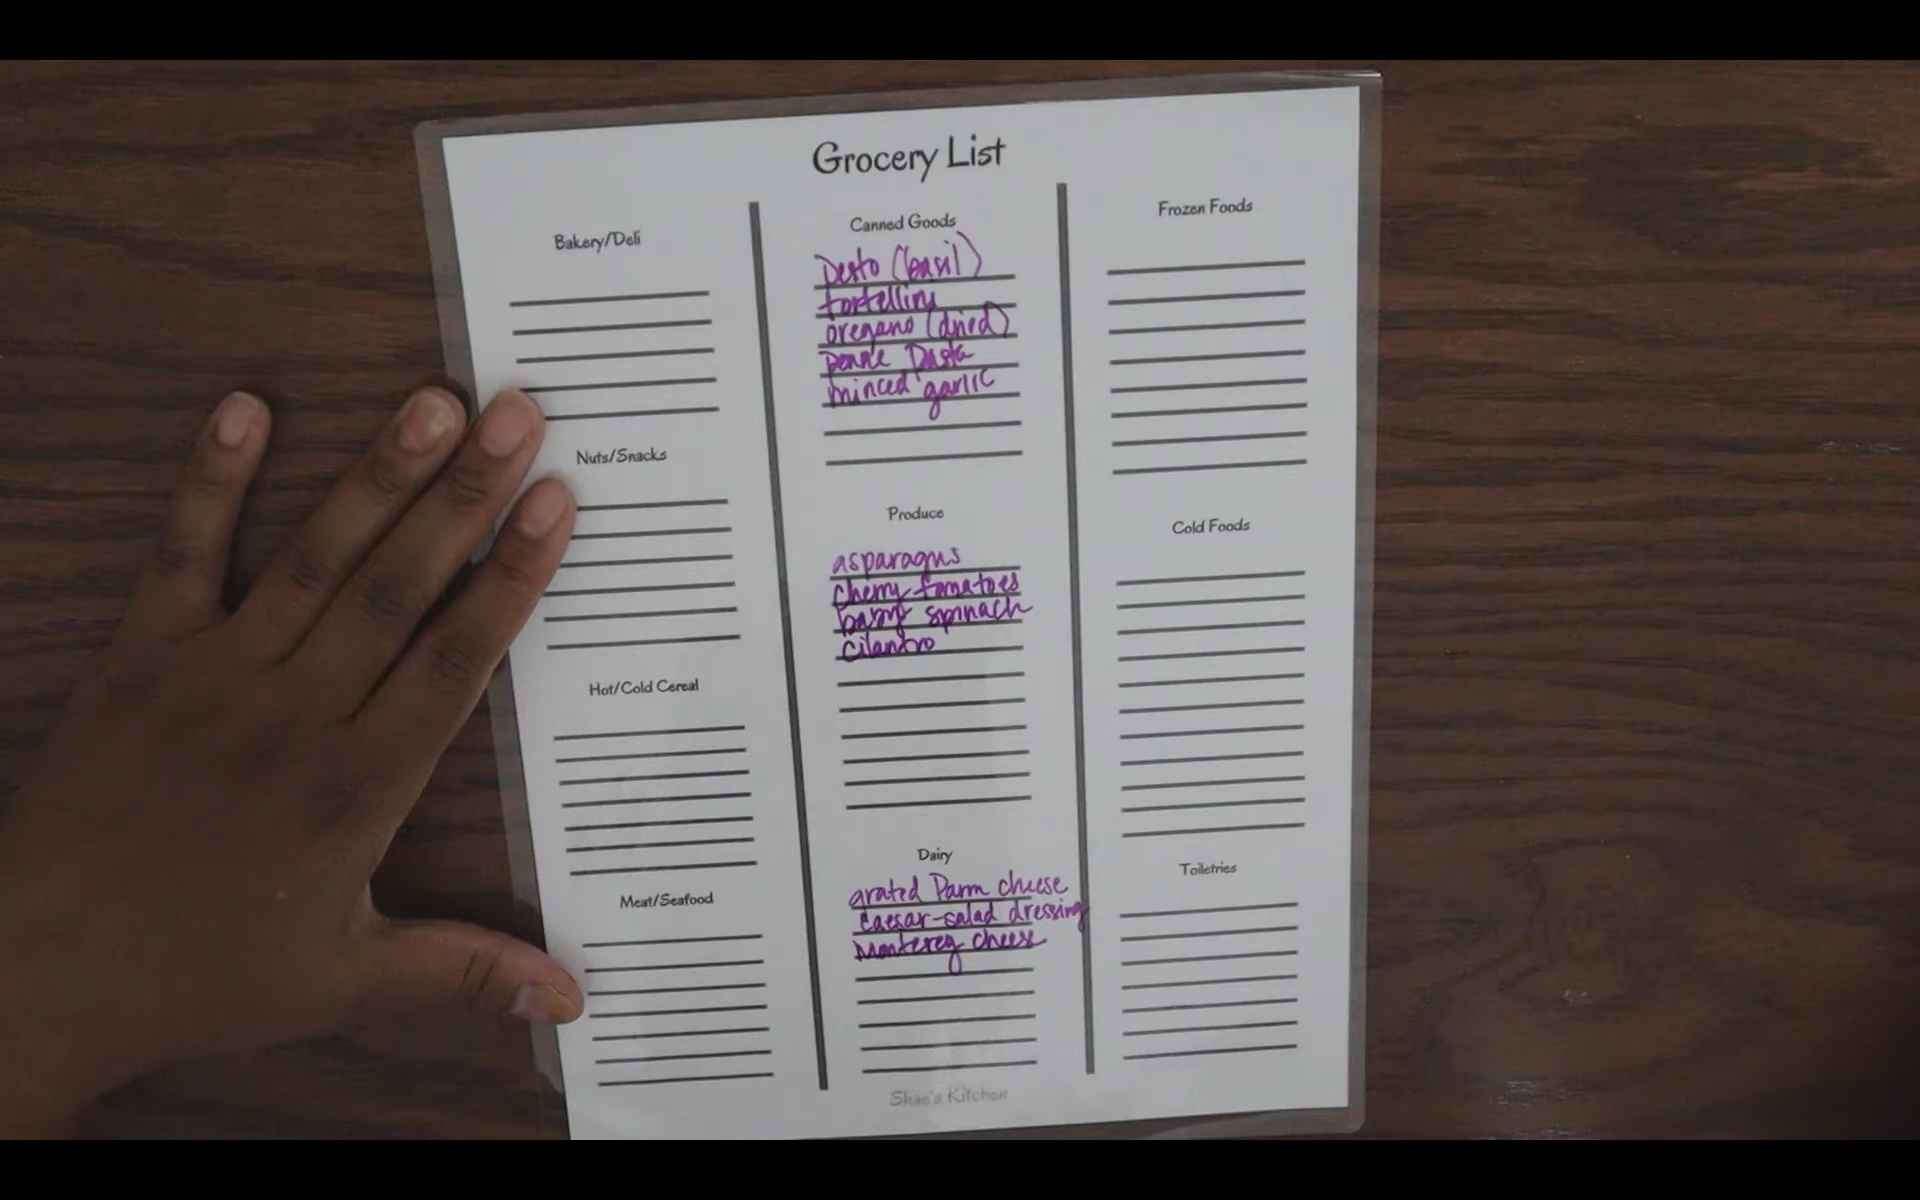 Grocery List
Bakery/Deli
Nuts/Snacks
Hot/Cold Cereal
Meat/Seafood
Canned Goods
Pesto (basil)
tortellini
oregano (dried)
penne Pasta
minced garlic
Produce
asparagus
cherry tomatoes
baby spinach
cilantro
Dairy
grated Parm cheese
Caesar-salad dressing
Monterey cheese
Shae's Kitchen
Frozen Foods
Cold Foods
Toiletries